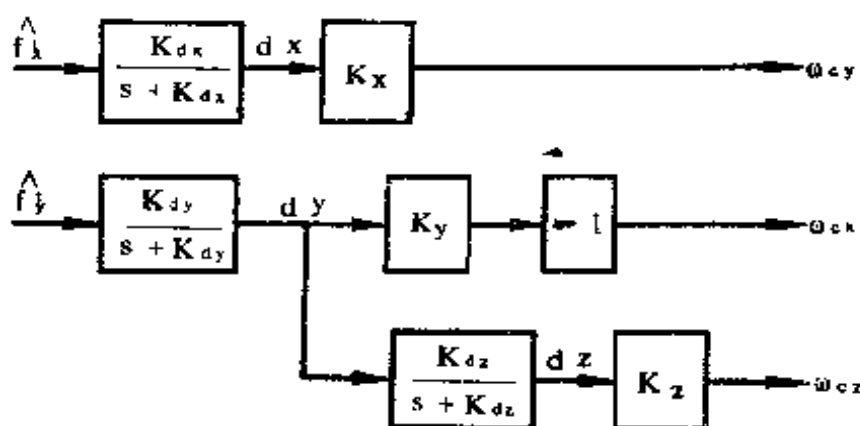 f̂x Kdx / s + Kdx d x Kx ωcy
f̂y Kdy / s + Kdy d y Ky - 1 ωcx
Kdz / s + Kdz d z Kz ωcz